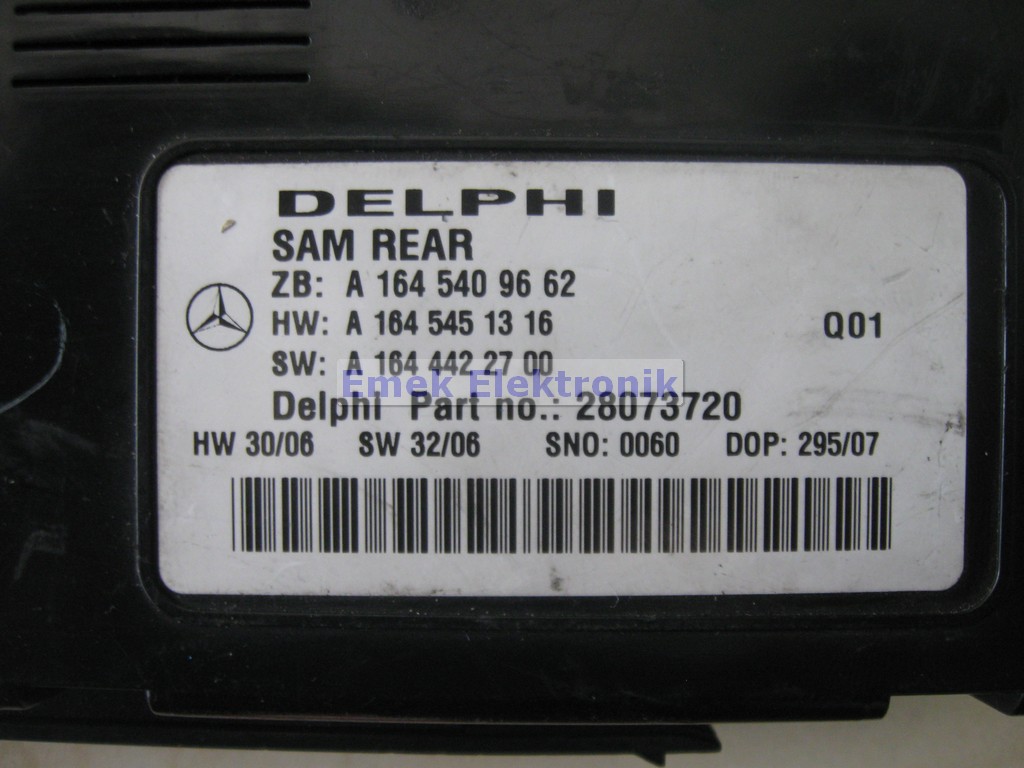 DELPHI
SAM REAR
ZB: A 164 540 96 62
HW: A 164 545 13 16 Q01
SW: A 164 442 27 00
Emek Elektronik
Delphi Part no.: 28073720
HW 30/06 SW 32/06 SNO: 0060 DOP: 295/07